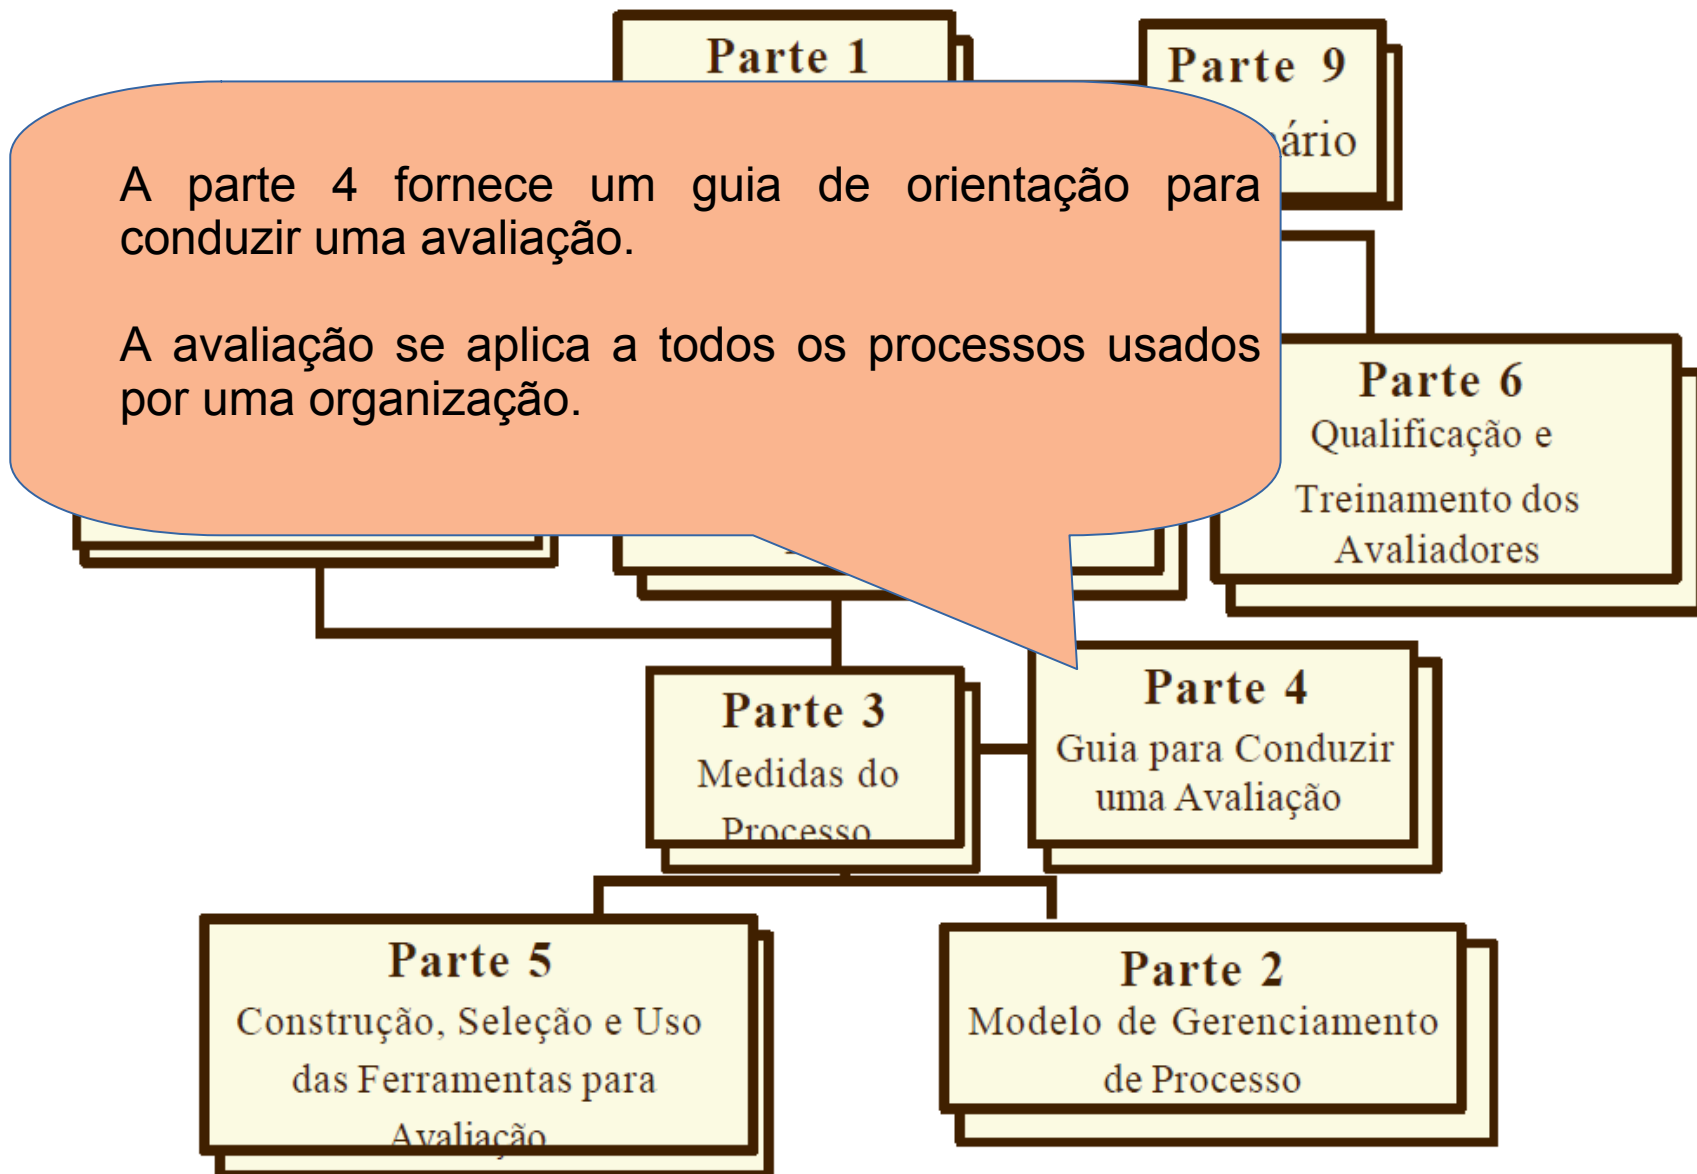 Parte 1
Parte 9
ário
A parte 4 fornece um guia de orientação para
conduzir uma avaliação.
A avaliação se aplica a todos os processos usados
por uma organização.
Parte 6
Qualificação e
Treinamento dos
Avaliadores
Parte 3
Medidas do
Processo
Parte 4
Guia para Conduzir
uma Avaliação
Parte 5
Construção, Seleção e Uso
das Ferramentas para
Avaliação
Parte 2
Modelo de Gerenciamento
de Processo